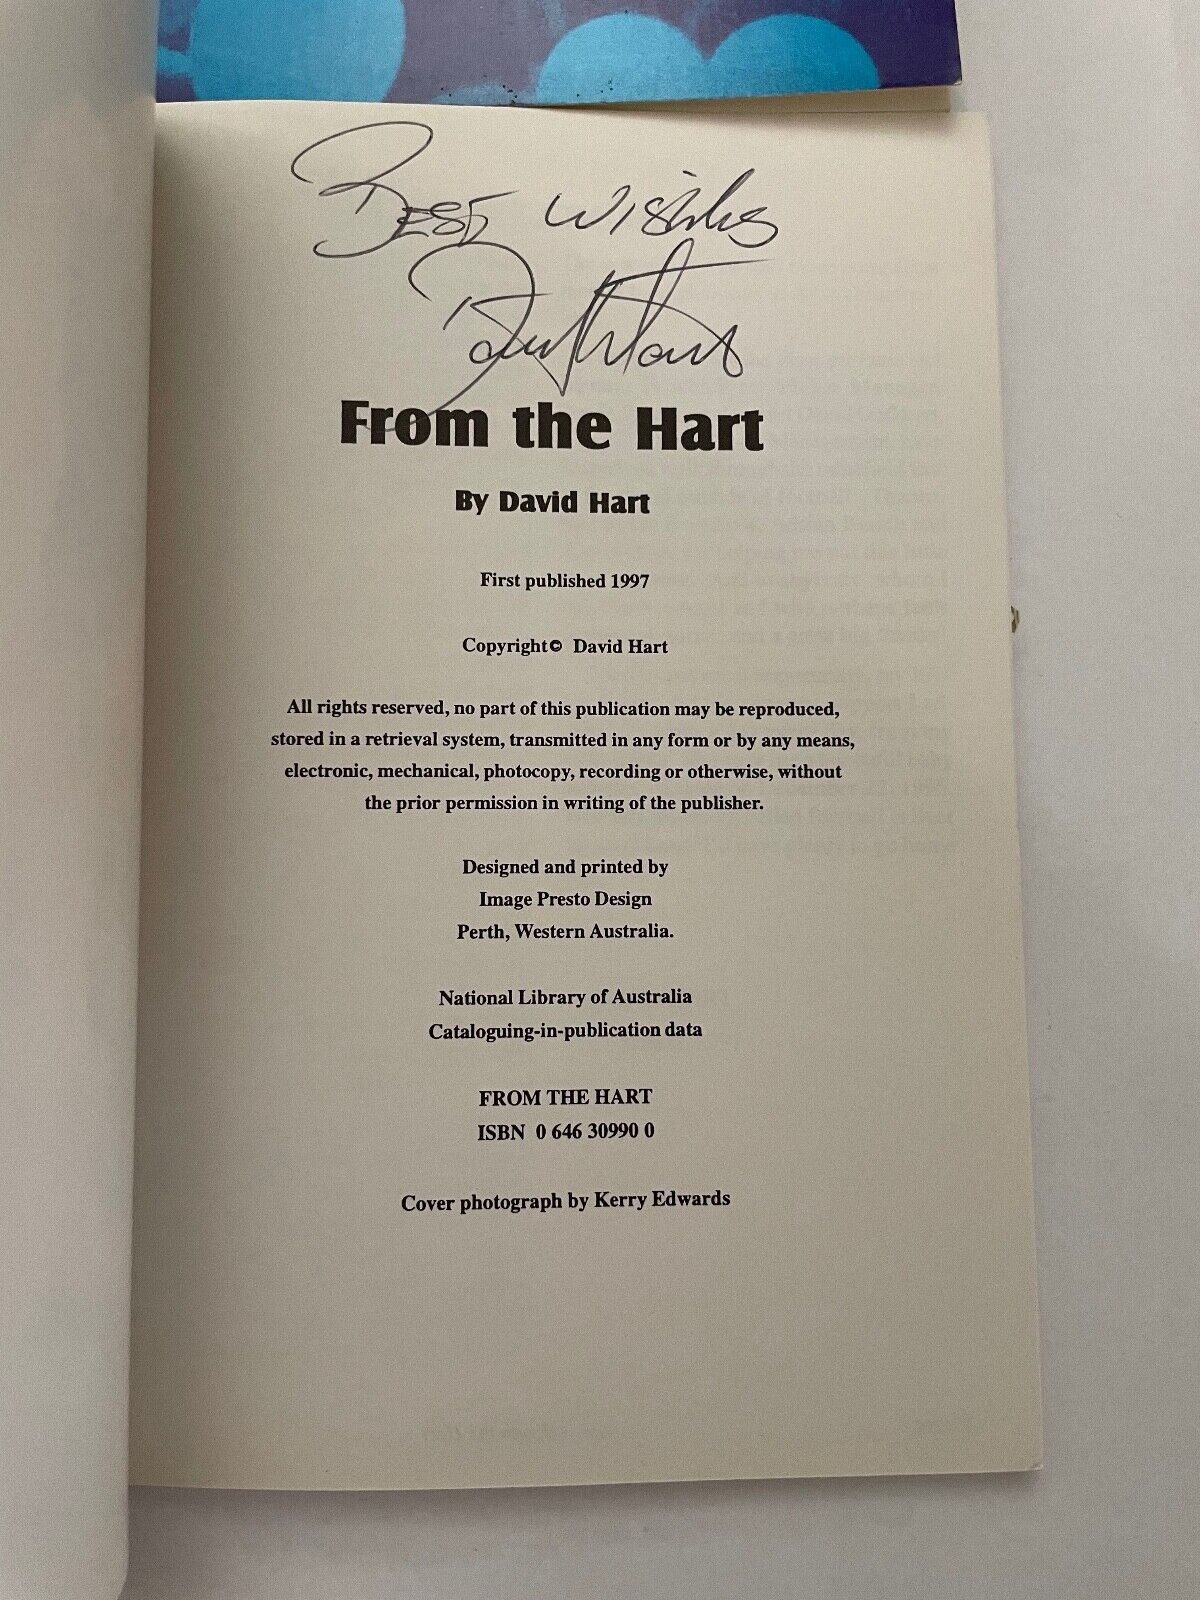 Best Wishes
David Hart
From the Hart
By David Hart
First published 1997
Copyright© David Hart
All rights reserved, no part of this publication may be reproduced,
stored in a retrieval system, transmitted in any form or by any means,
electronic, mechanical, photocopy, recording or otherwise, without
the prior permission in writing of the publisher.
Designed and printed by
Image Presto Design
Perth, Western Australia.
National Library of Australia
Cataloguing-in-publication data
FROM THE HART
ISBN 0 646 30990 0
Cover photograph by Kerry Edwards